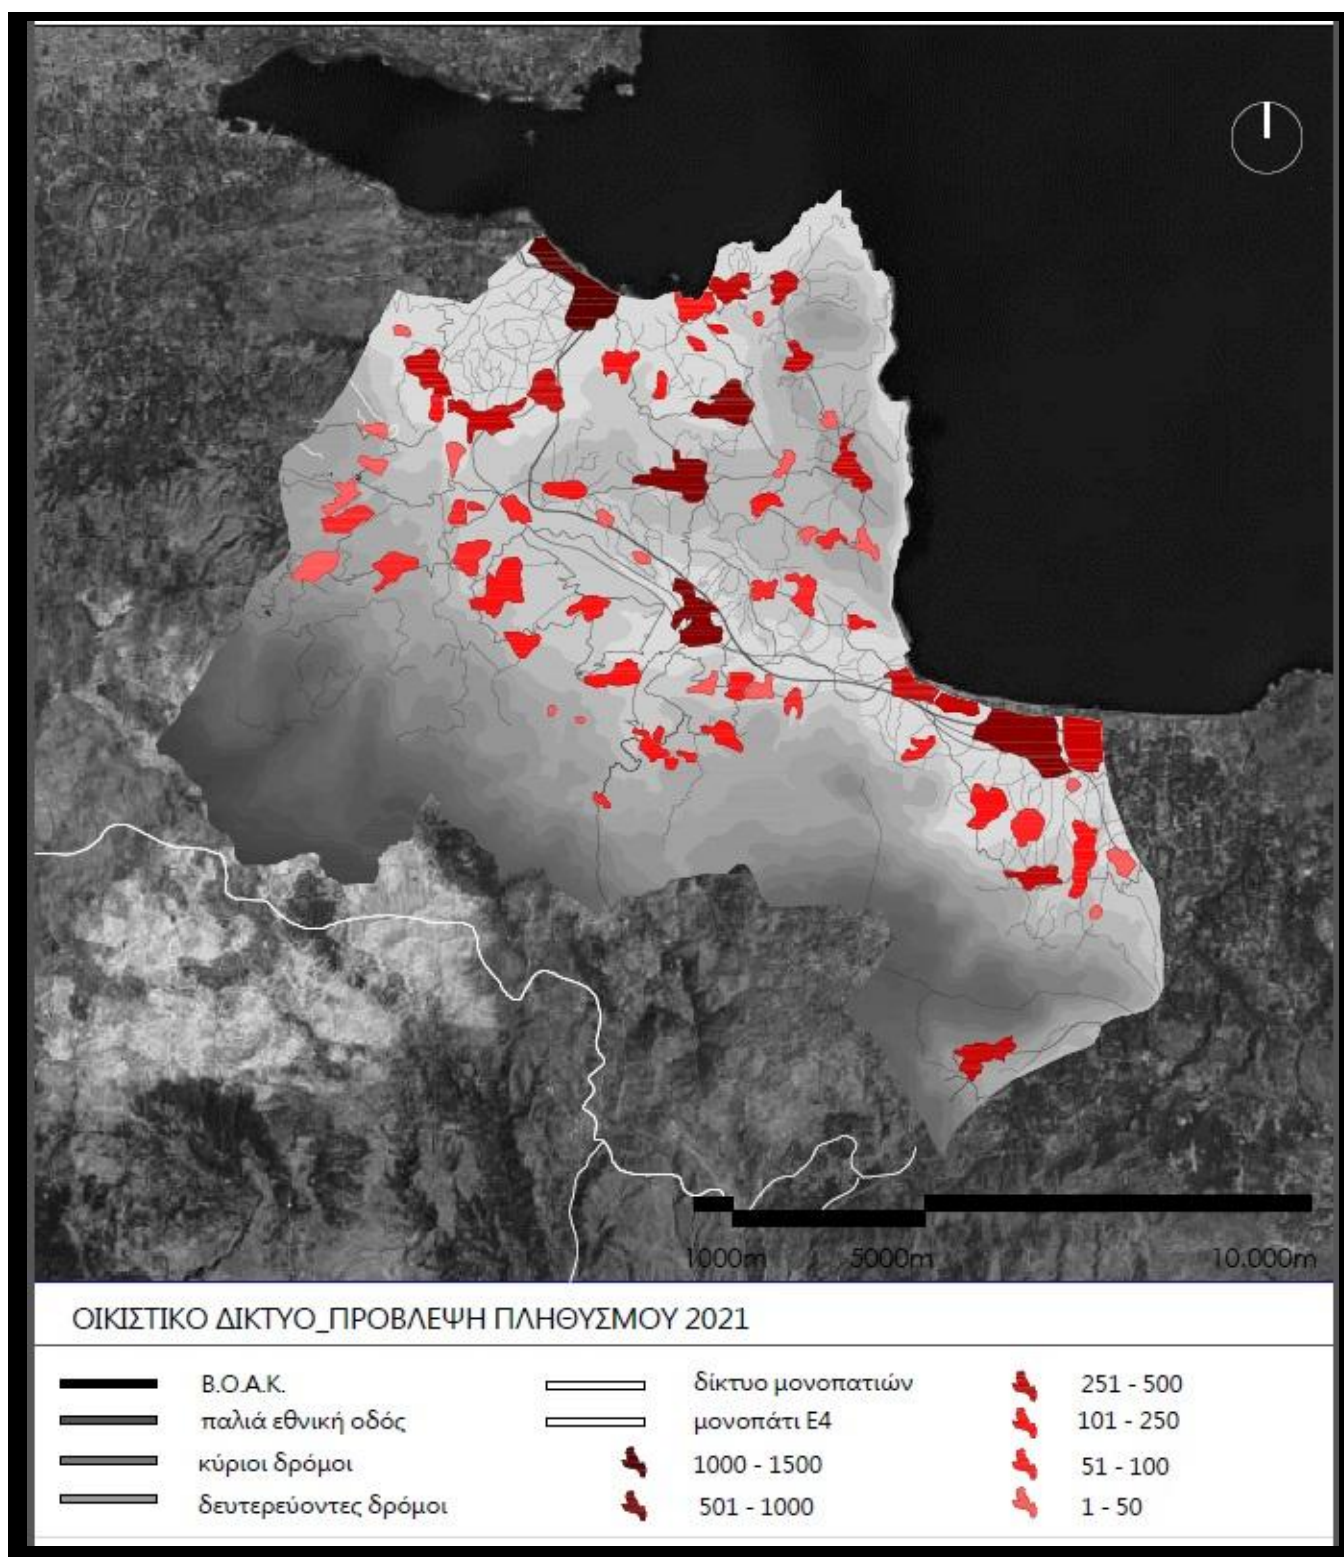 1000m 5000m 10.000m
ΟΙΚΙΣΤΙΚΟ ΔΙΚΤΥΟ_ΠΡΟΒΛΕΨΗ ΠΛΗΘΥΣΜΟΥ 2021
Β.Ο.Α.Κ.
παλιά εθνική οδός
κύριοι δρόμοι
δευτερεύοντες δρόμοι
δίκτυο μονοπατιών
μονοπάτι Ε4
1000 - 1500
501 - 1000
251 - 500
101 - 250
51 - 100
1 - 50